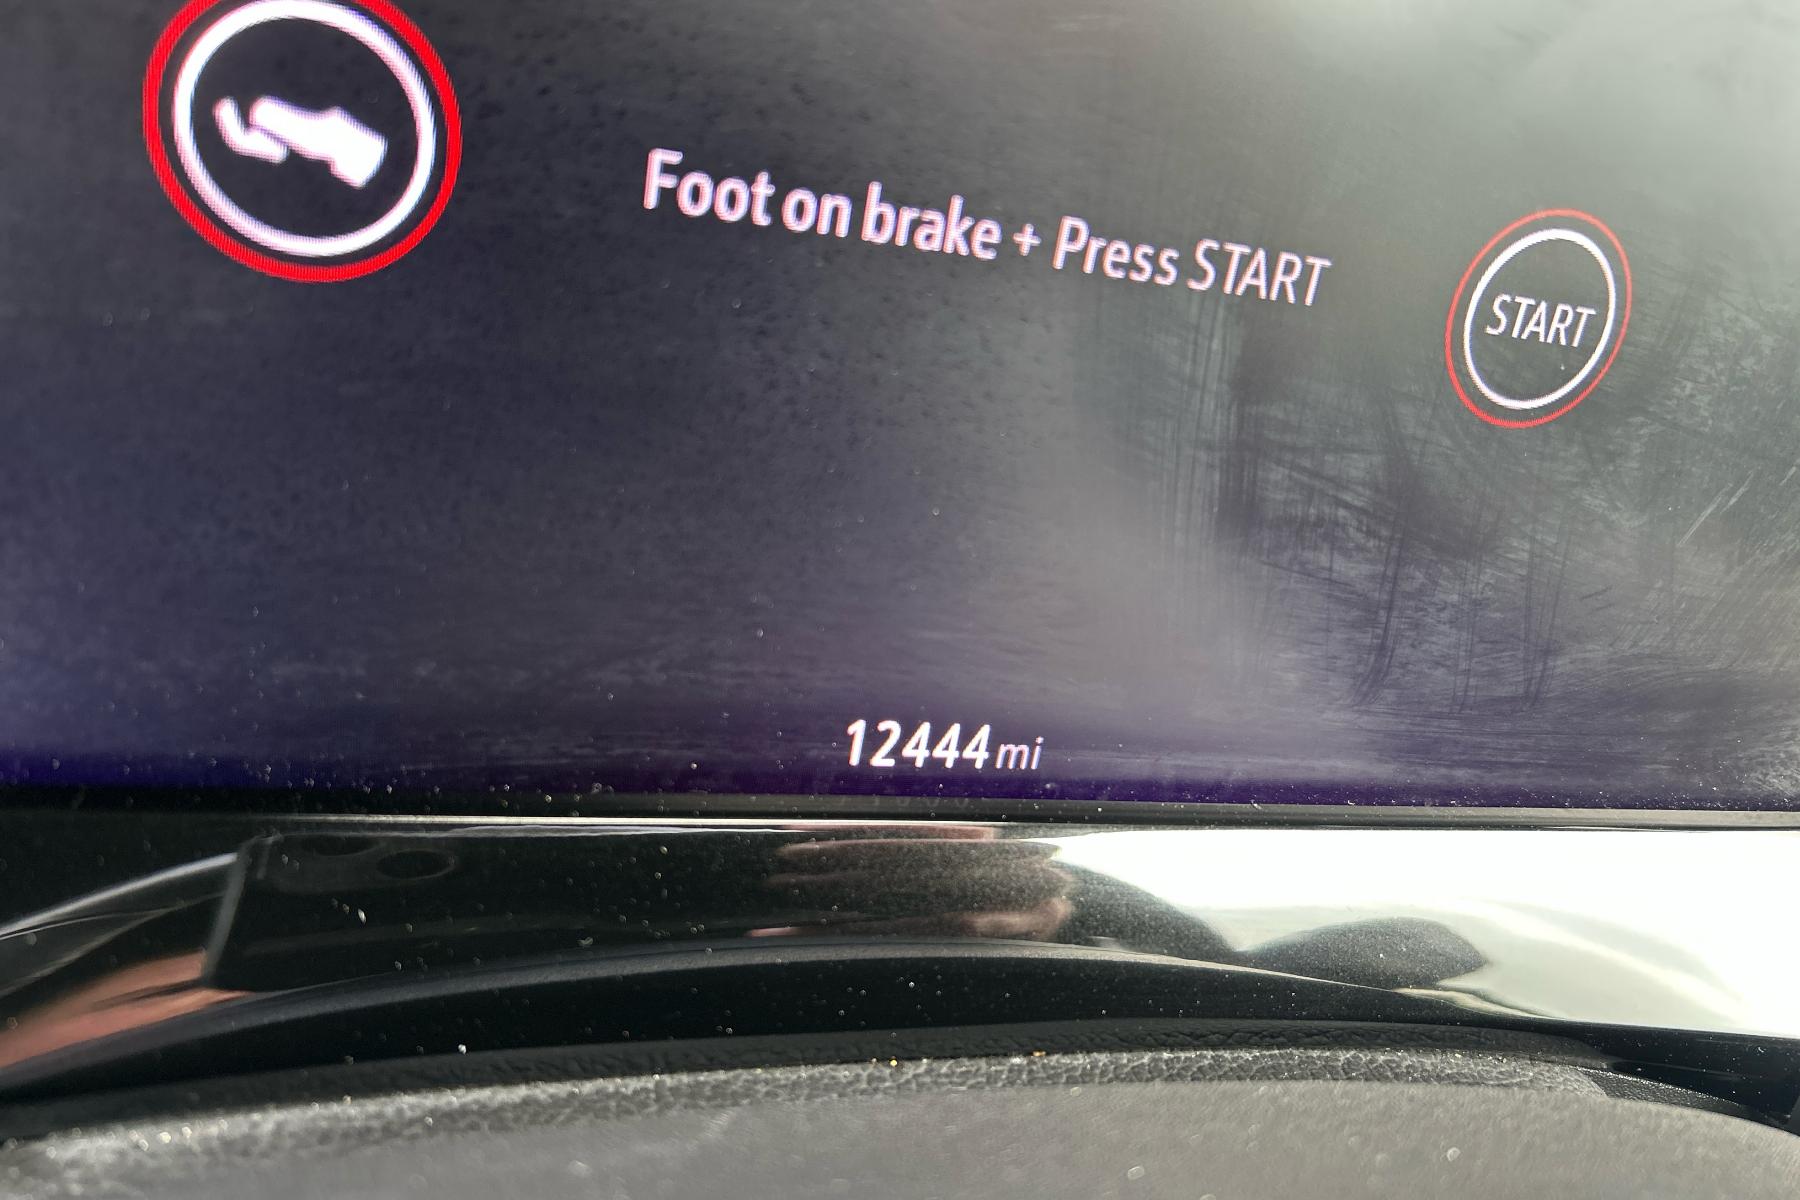 Foot on brake + Press START
START
12444 mi